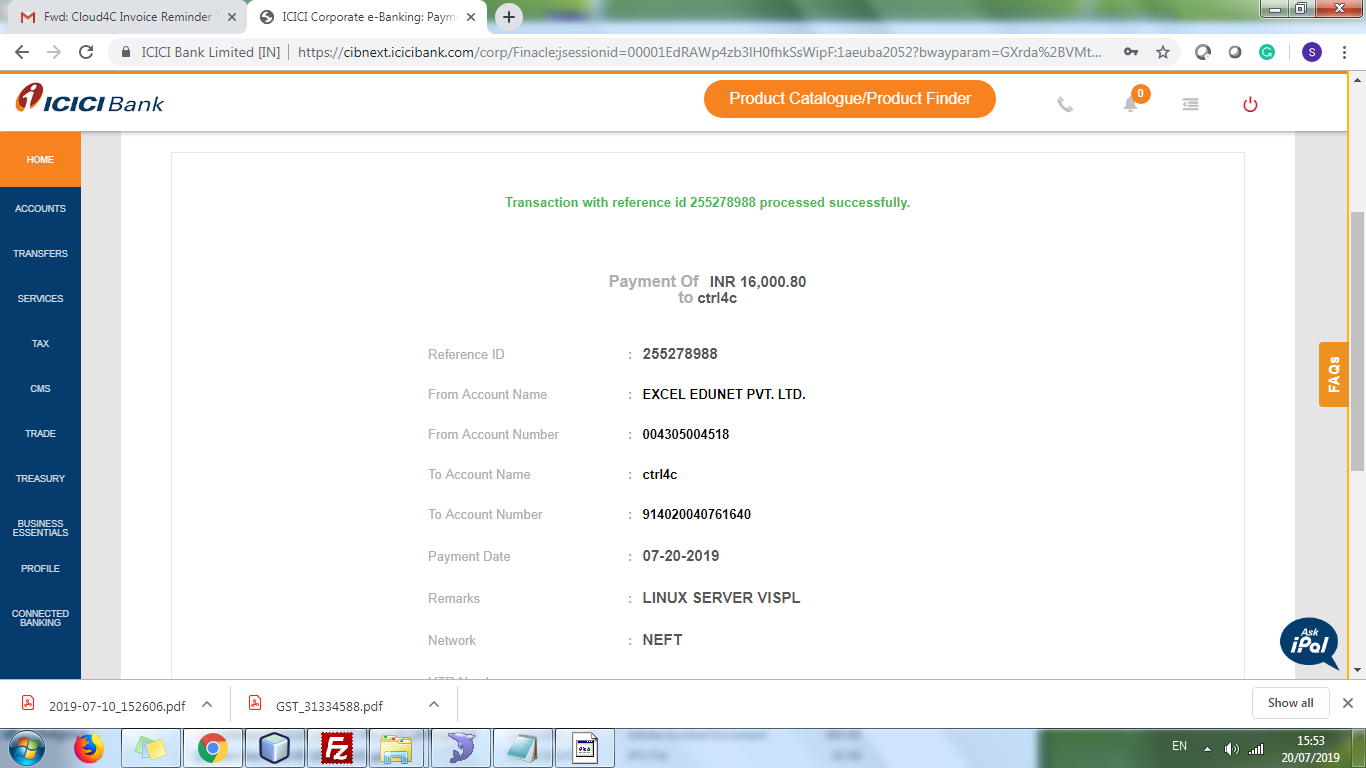 Fwd: Cloud4C Invoice Reminder
ICICI Corporate e-Banking: Paym
ICICI Bank Limited [IN]
https://cibnext.icicibank.com/corp/Finacle;jsessionid=00001EdRAWp4zb3IH0fhkSsWipF:1aeuba2052?bwayparam=GXrda%2BVMt...
S
ICICI Bank
Product Catalogue/Product Finder
0
HOME
ACCOUNTS
TRANSFERS
SERVICES
TAX
CMS
TRADE
TREASURY
BUSINESS
ESSENTIALS
PROFILE
CONNECTED
BANKING
Transaction with reference id 255278988 processed successfully.
Payment Of INR 16,000.80
to ctrl4c
Reference ID : 255278988
From Account Name : EXCEL EDUNET PVT. LTD.
From Account Number : 004305004518
To Account Name : ctrl4c
To Account Number : 914020040761640
Payment Date : 07-20-2019
Remarks : LINUX SERVER VISPL
Network : NEFT
FAQs
Ask
iPal
2019-07-10_152606.pdf
GST_31334588.pdf
Show all
EN
15:53
20/07/2019